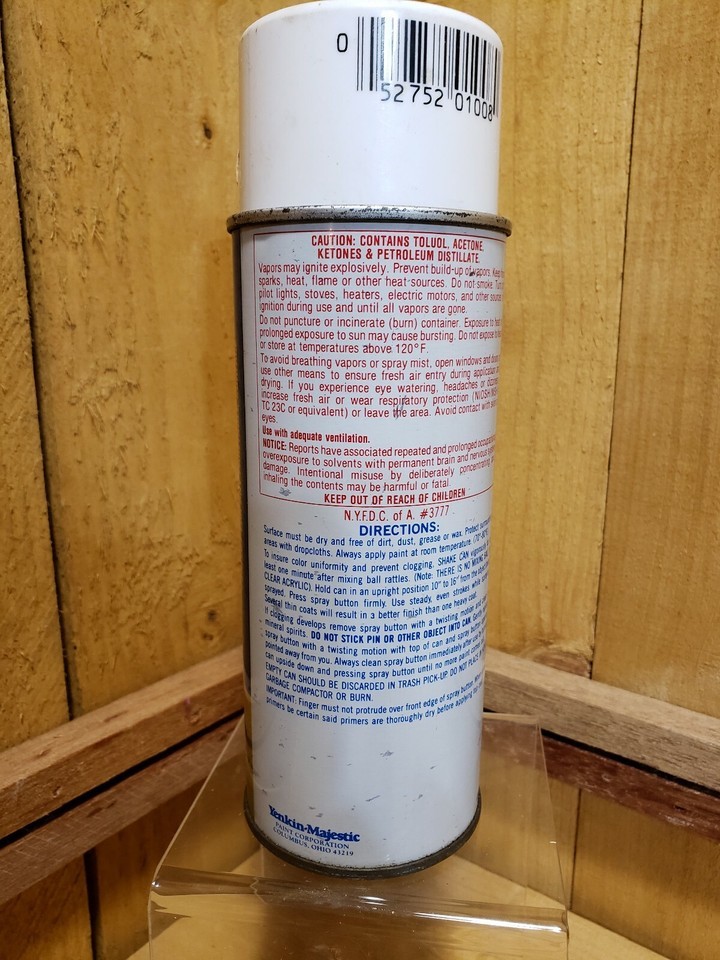 0 52752 01008
CAUTION: CONTAINS TOLUOL, ACETONE,
KETONES & PETROLEUM DISTILLATE.
Vapors may ignite explosively. Prevent build-up of vapors. Keep
sparks, heat, flame or other heat-sources. Do not smoke.
pilot lights, stoves, heaters, electric motors, and other
ignition during use and until all vapors are gone.
Do not puncture or incinerate (burn) container. Exposure to
prolonged exposure to sun may cause bursting. Do not expose
or store at temperatures above 120°F.
To avoid breathing vapors or spray mist, open windows and
use other means to ensure fresh air entry during application
drying. If you experience eye watering, headaches or
increase fresh air or wear respiratory protection (NIOSH
TC 23C or equivalent) or leave the area. Avoid contact with
eyes.
Use with adequate ventilation.
NOTICE: Reports have associated repeated and prolonged
overexposure to solvents with permanent brain and nervous
damage. Intentional misuse by deliberately concentrating
inhaling the contents may be harmful or fatal.
KEEP OUT OF REACH OF CHILDREN
N.Y.F.D.C. of A. #3777
DIRECTIONS:
Surface must be dry and free of dirt, dust, grease or wax. Protect
areas with dropcloths. Always apply paint at room temperature.
To insure color uniformity and prevent clogging, SHAKE CAN
least one minute after mixing ball rattles. (Note: THERE IS NO MIXING
CLEAR ACRYLIC). Hold can in an upright position 10" to 16" from the
sprayed. Press spray button firmly. Use steady, even strokes while
Several thin coats will result in a better finish than one heavy coat.
If clogging develops remove spray button with a twisting motion and
mineral spirits. DO NOT STICK PIN OR OTHER OBJECT INTO CAN.
spray button with a twisting motion with top of can and spray
pointed away from you. Always clean spray button immediately after
can upside down and pressing spray button until no more paint
EMPTY CAN SHOULD BE DISCARDED IN TRASH PICK-UP. DO NOT PLACE
GARBAGE COMPACTOR OR BURN.
IMPORTANT: Finger must not protrude over front edge of spray button.
primers be certain said primers are thoroughly dry before applying
Yenkin-Majestic
PAINT CORPORATION
COLUMBUS, OHIO 43219